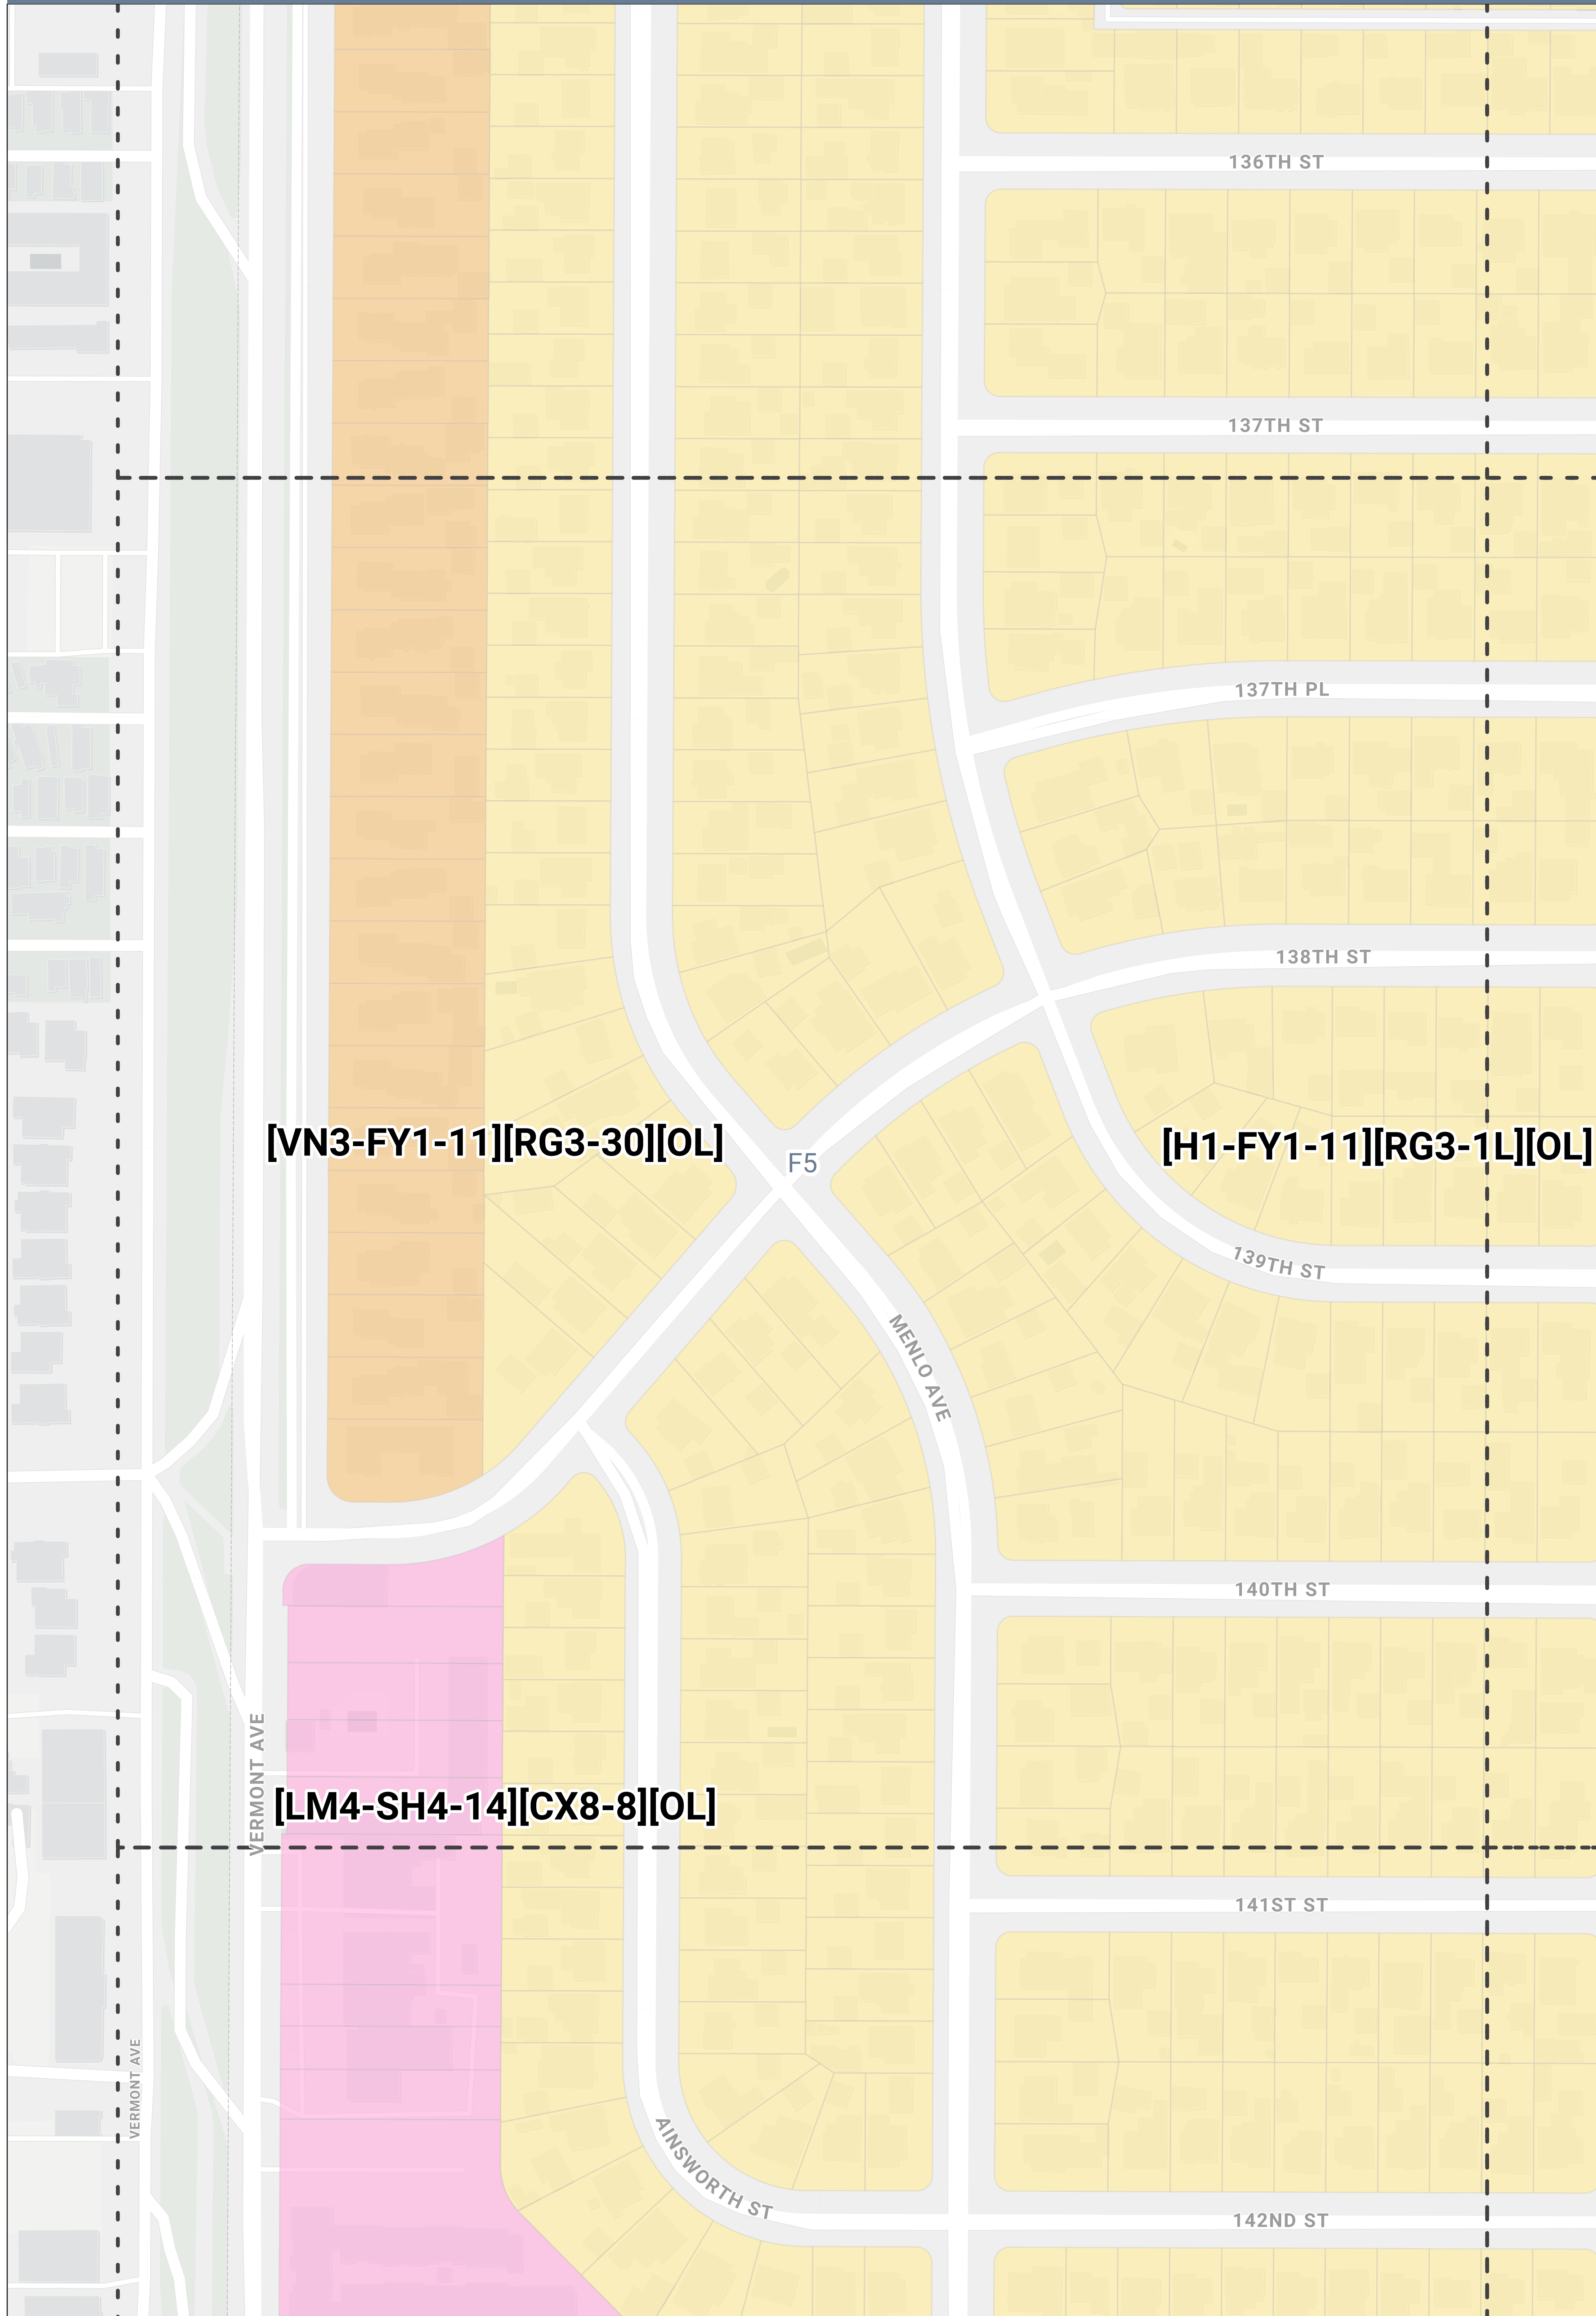 136TH ST
137TH ST
137TH PL
138TH ST
[VN3-FY1-11][RG3-30][OL]
[H1-FY1-11][RG3-1L][OL]
F5
139TH ST
MENLO AVE
140TH ST
VERMONT AVE
[LM4-SH4-14][CX8-8][OL]
141ST ST
VERMONT AVE
AINSWORTH ST
142ND ST